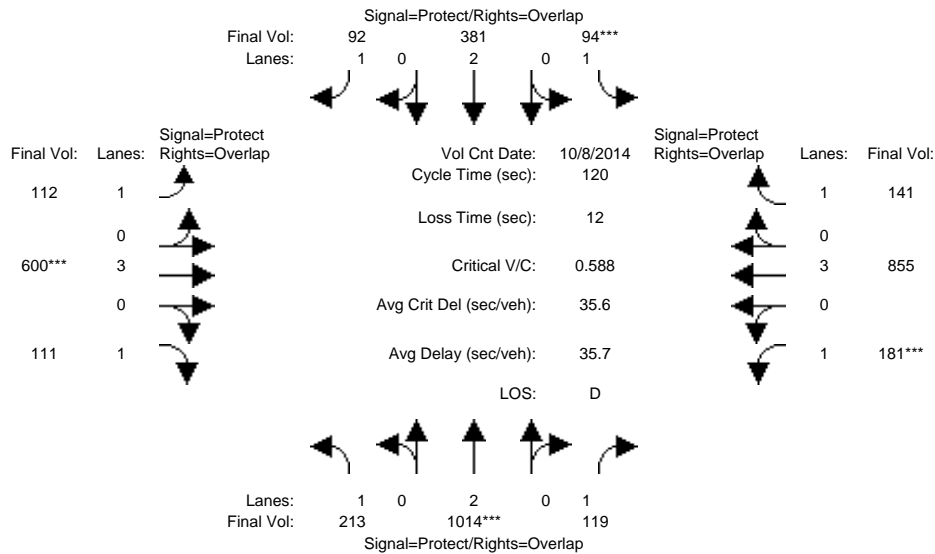 Signal=Protect/Rights=Overlap
Final Vol: 92 381 94***
Lanes: 1 0 2 0 1
Signal=Protect
Final Vol: Lanes: Rights=Overlap
Vol Cnt Date: 10/8/2014
Signal=Protect
Rights=Overlap Lanes: Final Vol:
Cycle Time (sec): 120
112 1
1 141
Loss Time (sec): 12
0
0
600*** 3
Critical V/C: 0.588
3 855
0
Avg Crit Del (sec/veh): 35.6
0
111 1
Avg Delay (sec/veh): 35.7
1 181***
LOS: D
Lanes: 1 0 2 0 1
Final Vol: 213 1014*** 119
Signal=Protect/Rights=Overlap